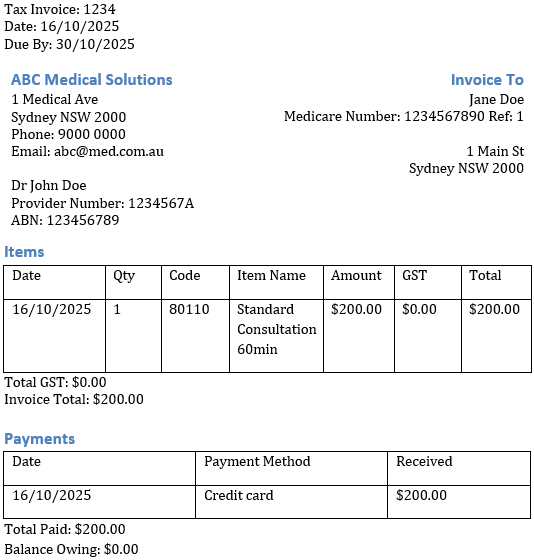 Tax Invoice: 1234
Date: 16/10/2025
Due By: 30/10/2025
ABC Medical Solutions
1 Medical Ave
Sydney NSW 2000
Phone: 9000 0000
Email: abc@med.com.au
Dr John Doe
Provider Number: 1234567A
ABN: 123456789
Invoice To
Jane Doe
Medicare Number: 1234567890 Ref: 1
1 Main St
Sydney NSW 2000
Items
Date Qty Code Item Name Amount GST Total
16/10/2025 1 80110 Standard $200.00 $0.00 $200.00
Consultation
60min
Total GST: $0.00
Invoice Total: $200.00
Payments
Date Payment Method Received
16/10/2025 Credit card $200.00
Total Paid: $200.00
Balance Owing: $0.00